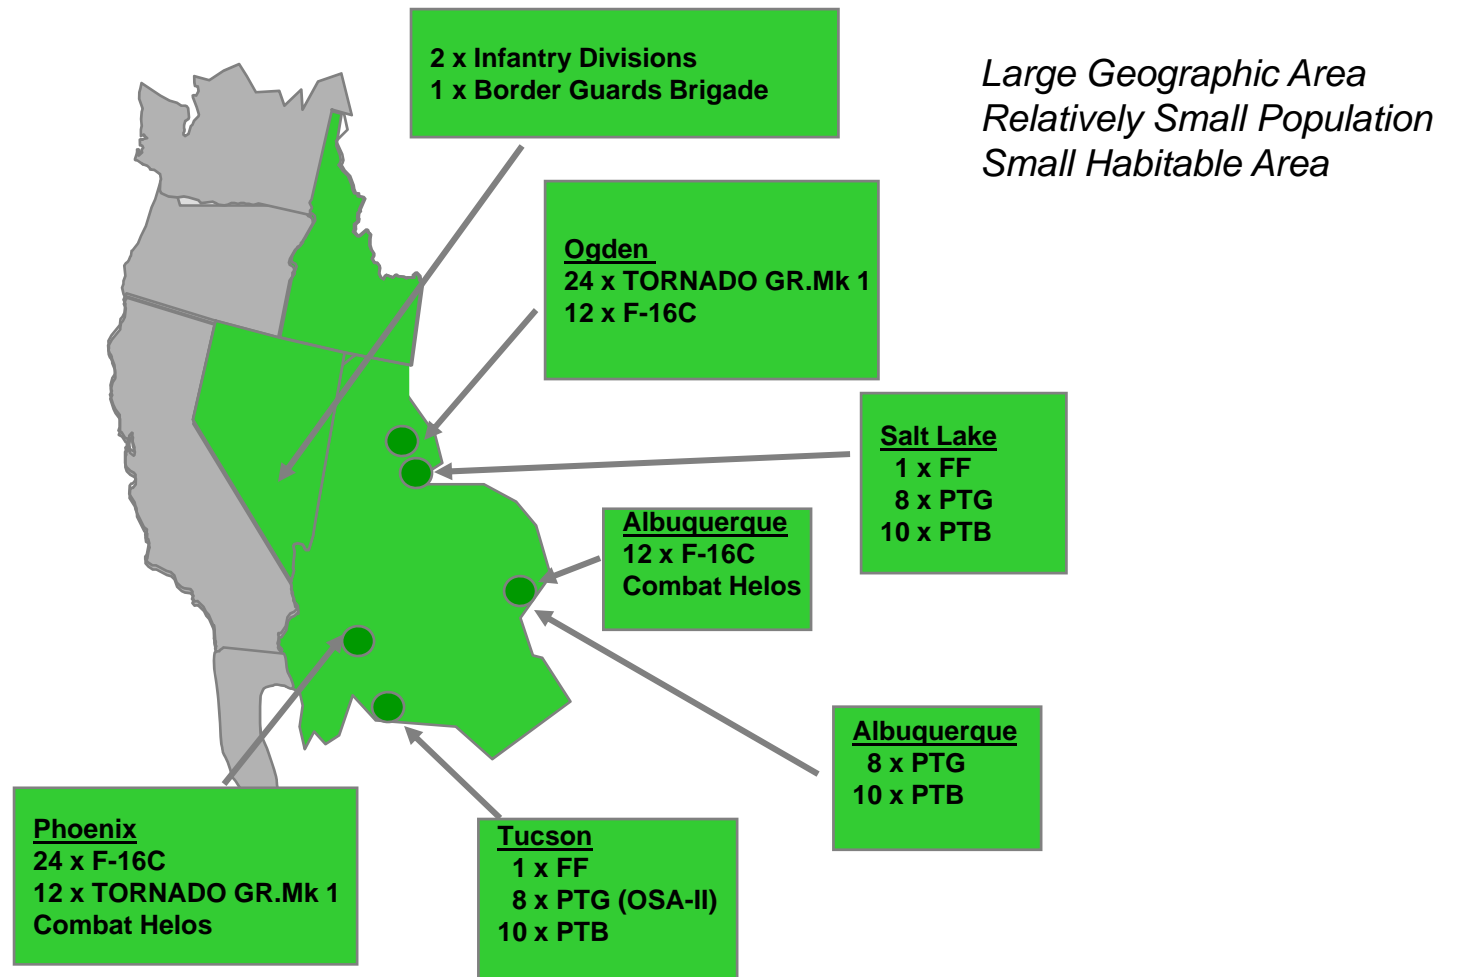 2 x Infantry Divisions
1 x Border Guards Brigade
Large Geographic Area
Relatively Small Population
Small Habitable Area
Ogden
24 x TORNADO GR.Mk 1
12 x F-16C
Salt Lake
1 x FF
8 x PTG
10 x PTB
Albuquerque
12 x F-16C
Combat Helos
Albuquerque
8 x PTG
10 x PTB
Phoenix
24 x F-16C
12 x TORNADO GR.Mk 1
Combat Helos
Tucson
1 x FF
8 x PTG (OSA-II)
10 x PTB